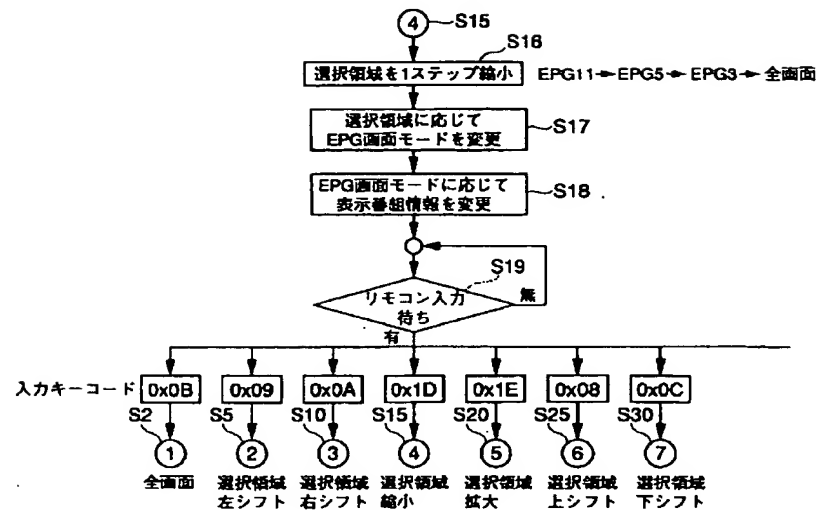 4 S15
S16
選択領域を1ステップ縮小 EPG11→EPG5→EPG3→全画面
選択領域に応じて
EPG画面モードを変更
S17
EPG画面モードに応じて
表示番組情報を変更
S18
S19
リモコン入力
待ち
無
有
入力キーコード 0x0B 0x09 0x0A 0x1D 0x1E 0x08 0x0C
S2 S5 S10 S15 S20 S25 S30
1 2 3 4 5 6 7
全画面 選択領域 選択領域 選択領域 選択領域 選択領域 選択領域
左シフト 右シフト 縮小 拡大 上シフト 下シフト